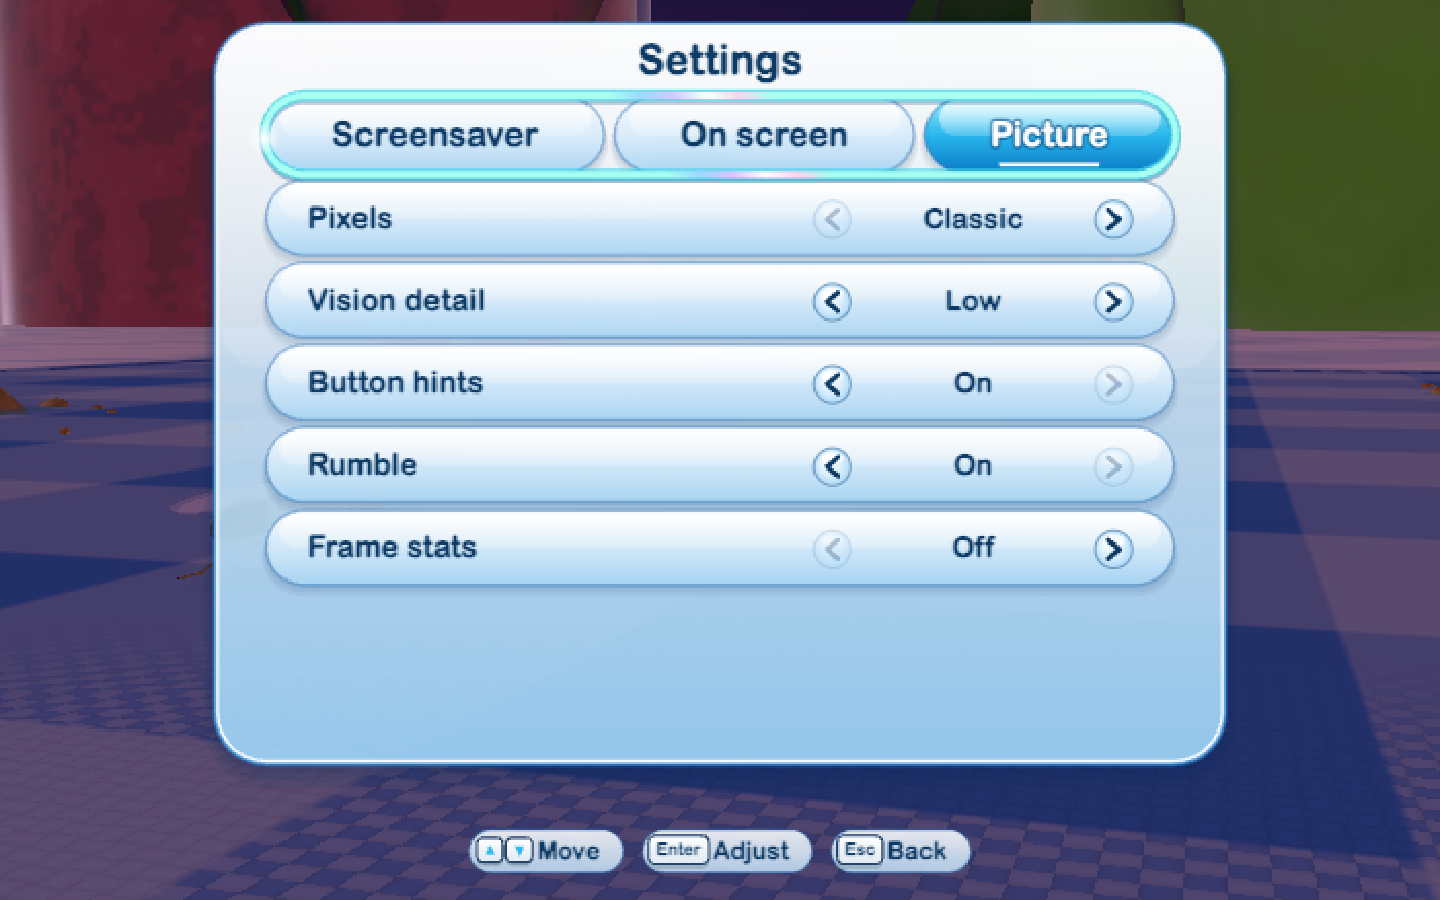 Settings
Screensaver On screen Picture
Pixels Classic
Vision detail Low
Button hints On
Rumble On
Frame stats Off
Move Enter Adjust Esc Back